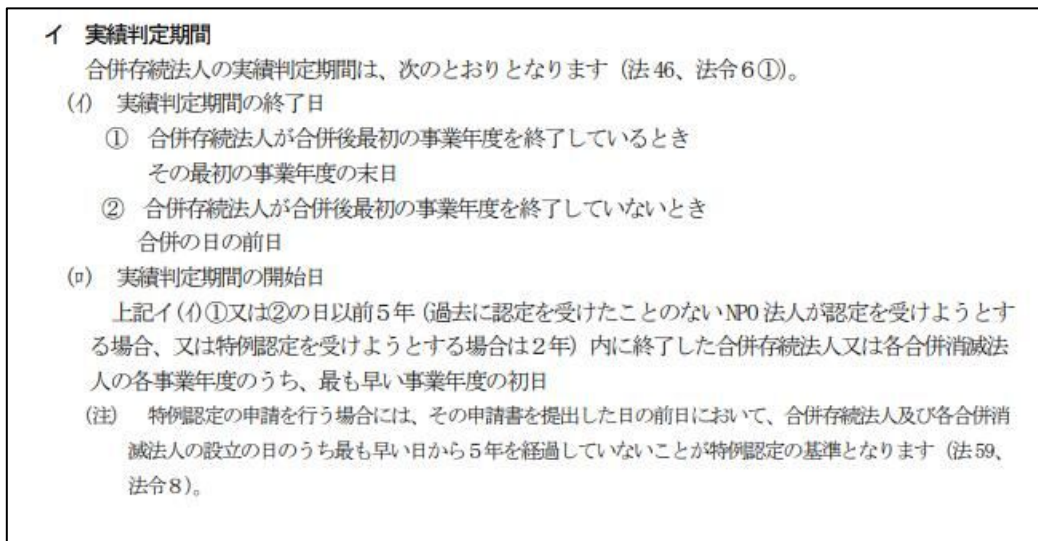 イ 実績判定期間
合併存続法人の実績判定期間は、次のとおりとなります（法 46、法令６①）。
(ｲ) 実績判定期間の終了日
① 合併存続法人が合併後最初の事業年度を終了しているとき
その最初の事業年度の末日
② 合併存続法人が合併後最初の事業年度を終了していないとき
合併の日の前日
(ﾛ) 実績判定期間の開始日
上記イ(ｲ)①又は②の日以前５年（過去に認定を受けたことのない NPO 法人が認定を受けようとす
る場合、又は特例認定を受けようとする場合は２年）内に終了した合併存続法人又は各合併消滅法
人の各事業年度のうち、最も早い事業年度の初日
(注) 特例認定の申請を行う場合には、その申請書を提出した日の前日において、合併存続法人及び各合併消
滅法人の設立の日のうち最も早い日から５年を経過していないことが特例認定の基準となります（法 59、
法令８）。